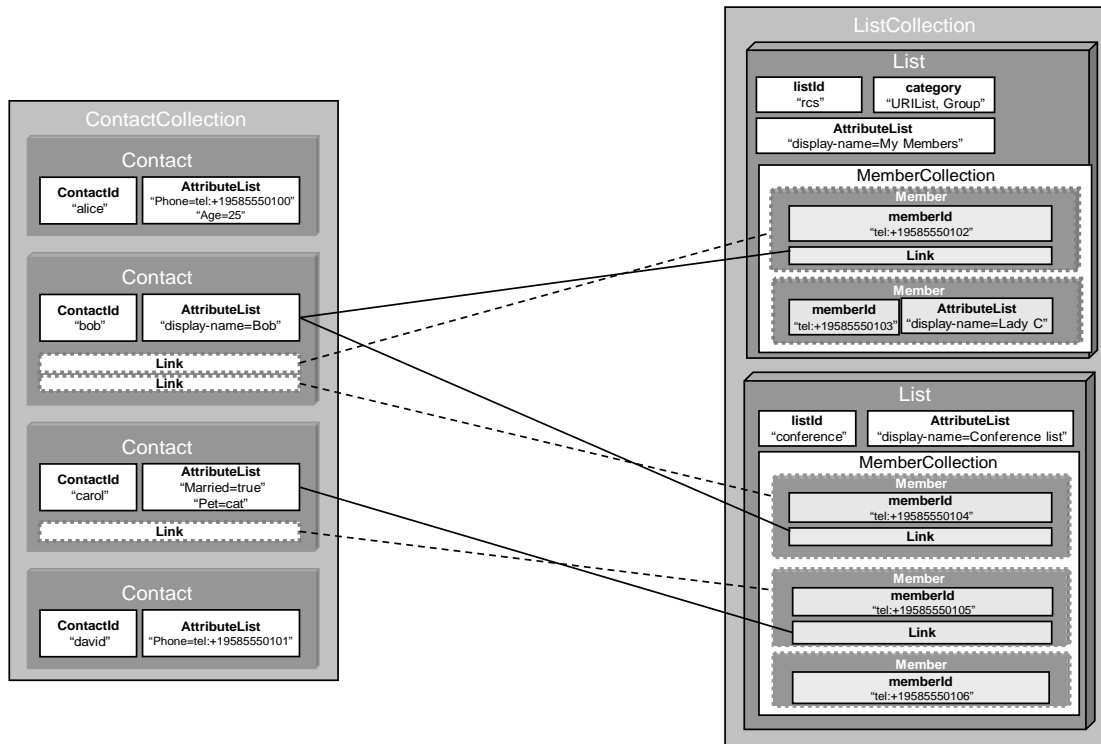 ContactCollection
Contact
ContactId
“alice”
AttributeList
“Phone=tel:+19585550100”
“Age=25”
Contact
ContactId
“bob”
AttributeList
“display-name=Bob”
Link
Link
Contact
ContactId
“carol”
AttributeList
“Married=true”
“Pet=cat”
Link
Contact
ContactId
“david”
AttributeList
“Phone=tel:+19585550101”
ListCollection
List
listId
“rcs”
category
“URIList, Group”
AttributeList
“display-name=My Members”
MemberCollection
Member
memberId
“tel:+19585550102”
Link
Member
memberId
“tel:+19585550103”
AttributeList
“display-name=Lady C”
List
listId
“conference”
AttributeList
“display-name=Conference list”
MemberCollection
Member
memberId
“tel:+19585550104”
Link
Member
memberId
“tel:+19585550105”
Link
Member
memberId
“tel:+19585550106”